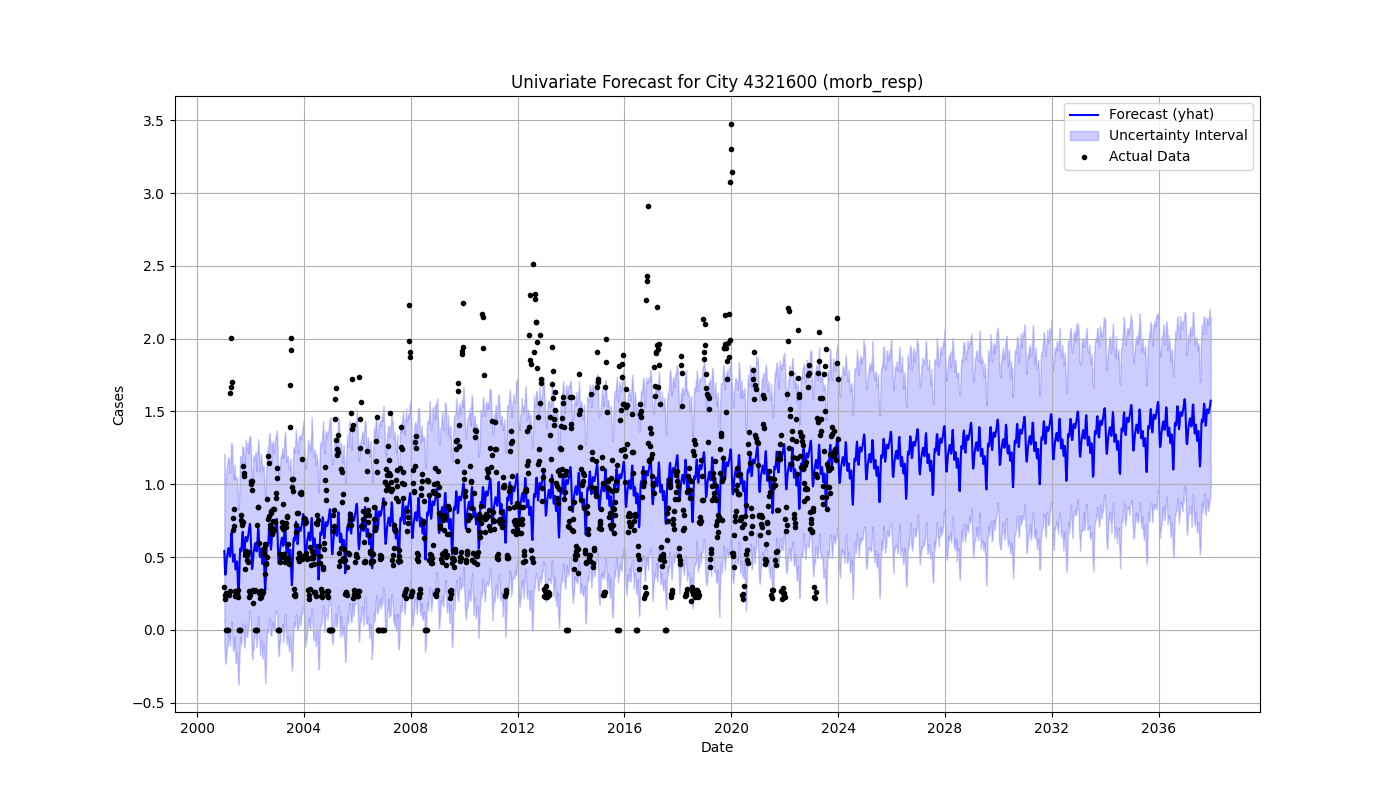 Univariate Forecast for City 4321600 (morb_resp)
Forecast (yhat)
Uncertainty Interval
Actual Data
Cases
3.5
3.0
2.5
2.0
1.5
1.0
0.5
0.0
−0.5
2000 2004 2008 2012 2016 2020 2024 2028 2032 2036
Date